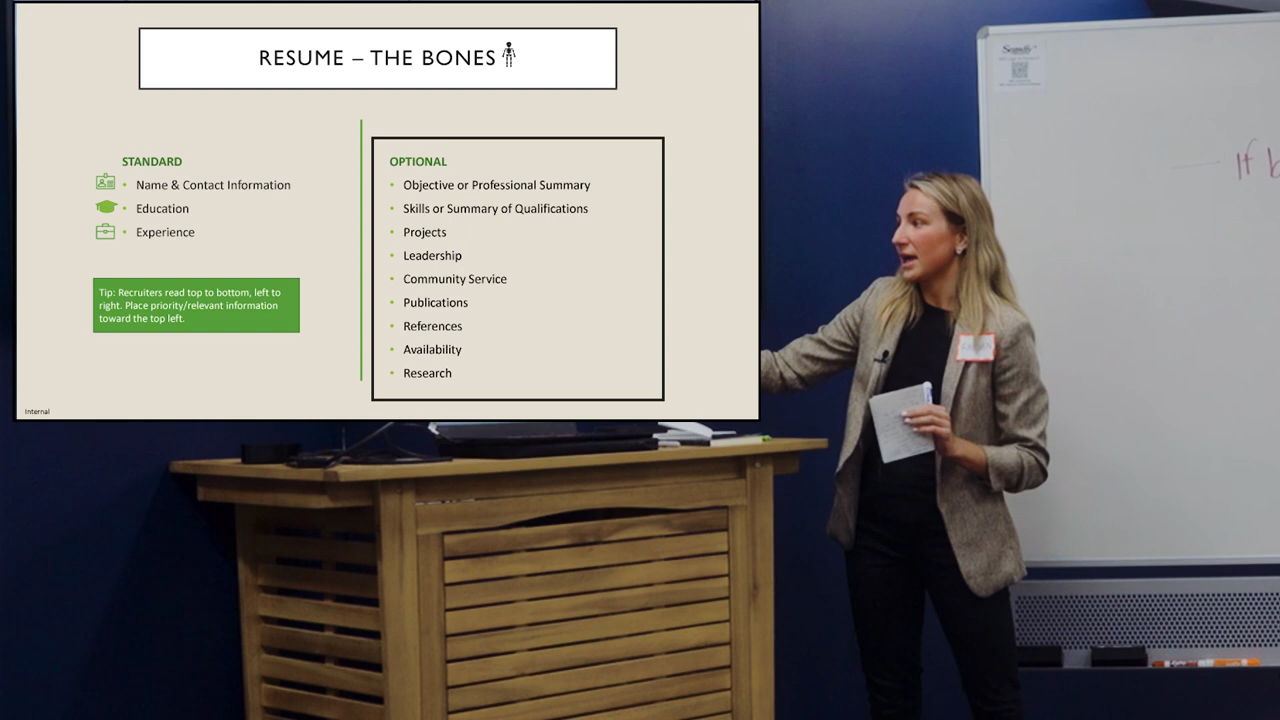 RESUME – THE BONES
STANDARD
• Name & Contact Information
• Education
• Experience
Tip: Recruiters read top to bottom, left to
right. Place priority/relevant information
toward the top left.
OPTIONAL
• Objective or Professional Summary
• Skills or Summary of Qualifications
• Projects
• Leadership
• Community Service
• Publications
• References
• Availability
• Research
Internal
If